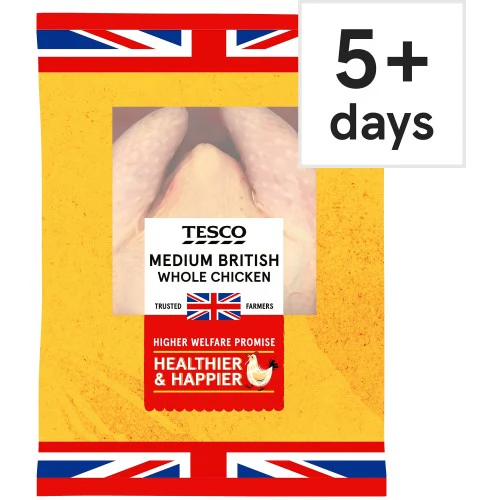 5+
days
TESCO
MEDIUM BRITISH
WHOLE CHICKEN
TRUSTED FARMERS
HIGHER WELFARE PROMISE
HEALTHIER
& HAPPIER